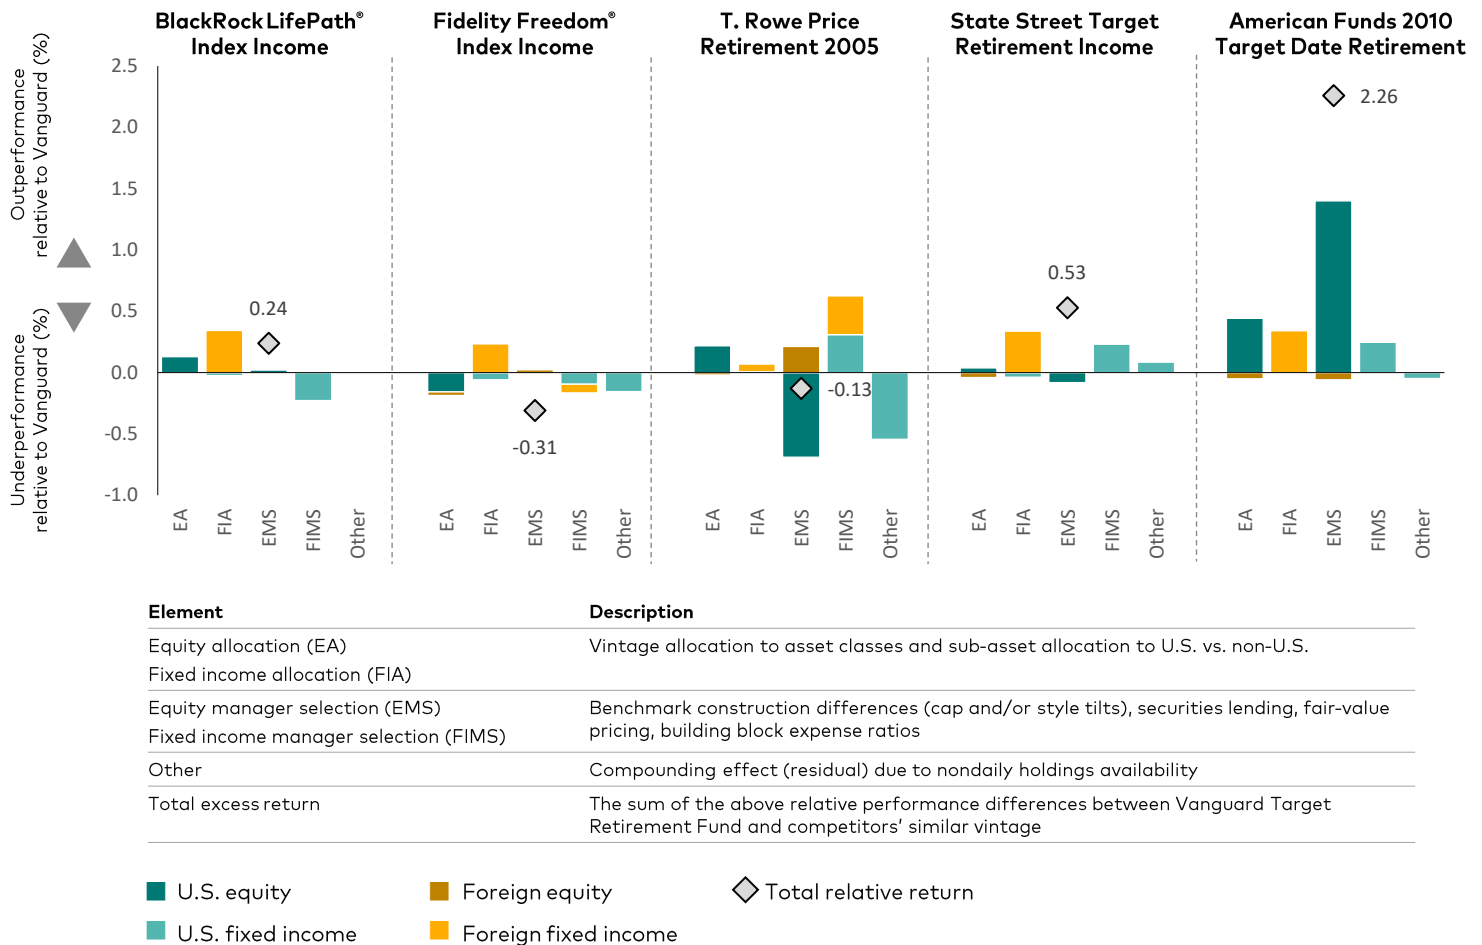 BlackRock LifePath®
Index Income
Fidelity Freedom®
Index Income
T. Rowe Price
Retirement 2005
State Street Target
Retirement Income
American Funds 2010
Target Date Retirement
Outperformance
relative to Vanguard (%)
Underperformance
relative to Vanguard (%)
2.5
2.0
1.5
1.0
0.5
0.0
-0.5
-1.0
0.24
-0.31
-0.13
0.53
2.26
EA
FIA
EMS
FIMS
Other
EA
FIA
EMS
FIMS
Other
EA
FIA
EMS
FIMS
Other
EA
FIA
EMS
FIMS
Other
EA
FIA
EMS
FIMS
Other
Element
Description
Equity allocation (EA)
Vintage allocation to asset classes and sub-asset allocation to U.S. vs. non-U.S.
Fixed income allocation (FIA)
Equity manager selection (EMS)
Fixed income manager selection (FIMS)
Benchmark construction differences (cap and/or style tilts), securities lending, fair-value
pricing, building block expense ratios
Other
Compounding effect (residual) due to nondaily holdings availability
Total excess return
The sum of the above relative performance differences between Vanguard Target
Retirement Fund and competitors’ similar vintage
U.S. equity
Foreign equity
Total relative return
U.S. fixed income
Foreign fixed income